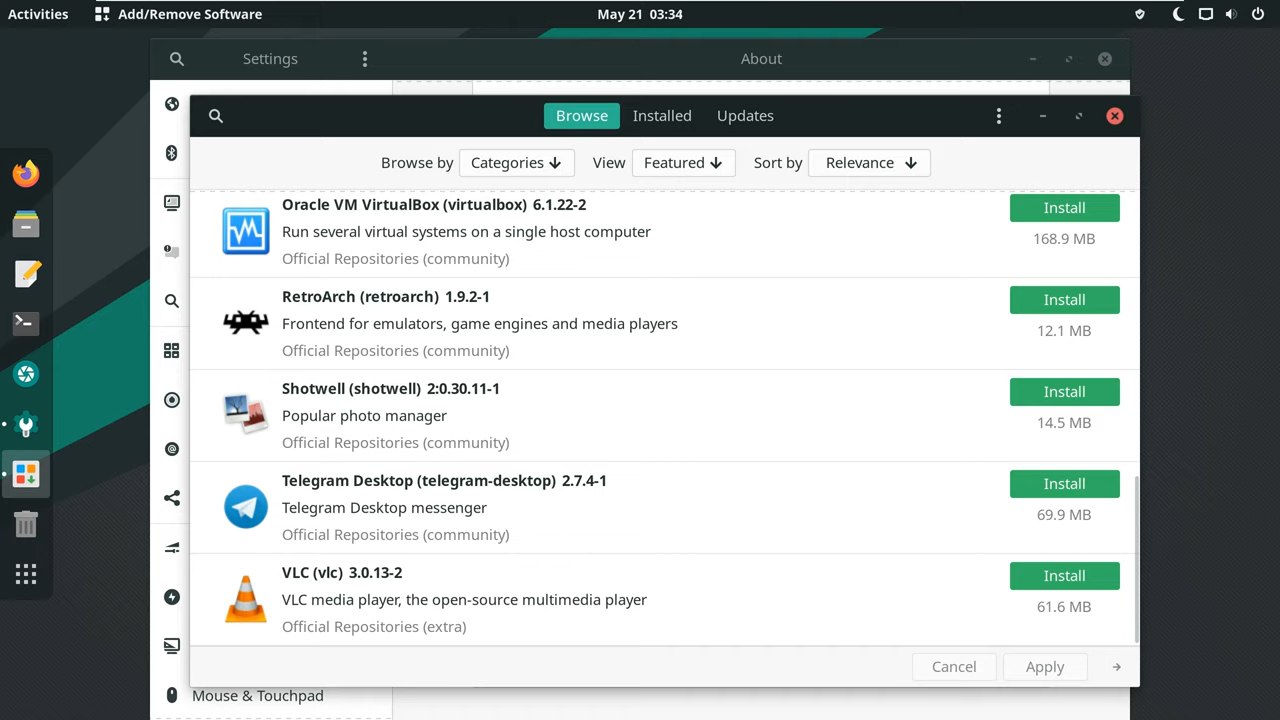 Activities
Add/Remove Software
May 21 03:34
Settings
About
Browse
Installed
Updates
Browse by
Categories
View
Featured
Sort by
Relevance
Oracle VM VirtualBox (virtualbox) 6.1.22-2
Install
Run several virtual systems on a single host computer
168.9 MB
Official Repositories (community)
RetroArch (retroarch) 1.9.2-1
Install
Frontend for emulators, game engines and media players
12.1 MB
Official Repositories (community)
Shotwell (shotwell) 2:0.30.11-1
Install
Popular photo manager
14.5 MB
Official Repositories (community)
Telegram Desktop (telegram-desktop) 2.7.4-1
Install
Telegram Desktop messenger
69.9 MB
Official Repositories (community)
VLC (vlc) 3.0.13-2
Install
VLC media player, the open-source multimedia player
61.6 MB
Official Repositories (extra)
Cancel
Apply
Mouse & Touchpad